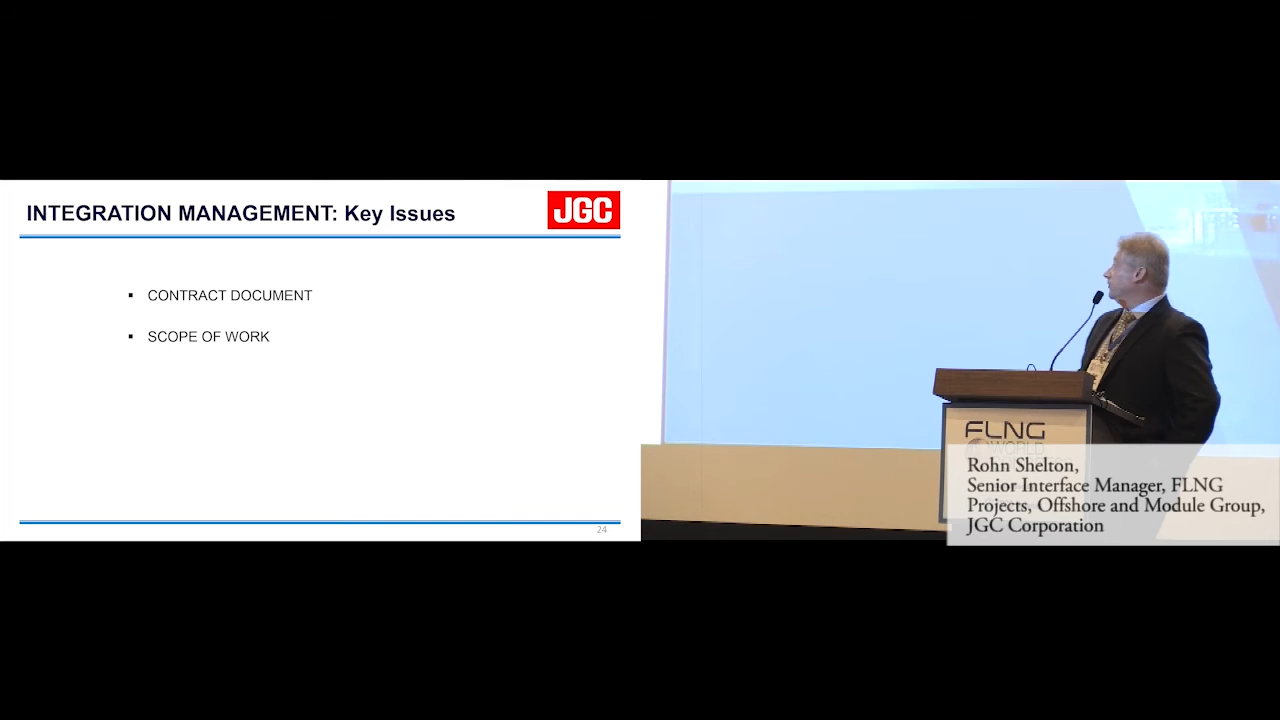 INTEGRATION MANAGEMENT: Key Issues
JGC
▪ CONTRACT DOCUMENT
▪ SCOPE OF WORK
24
FLNG
WORLD
Rohn Shelton,
Senior Interface Manager, FLNG
Projects, Offshore and Module Group,
JGC Corporation